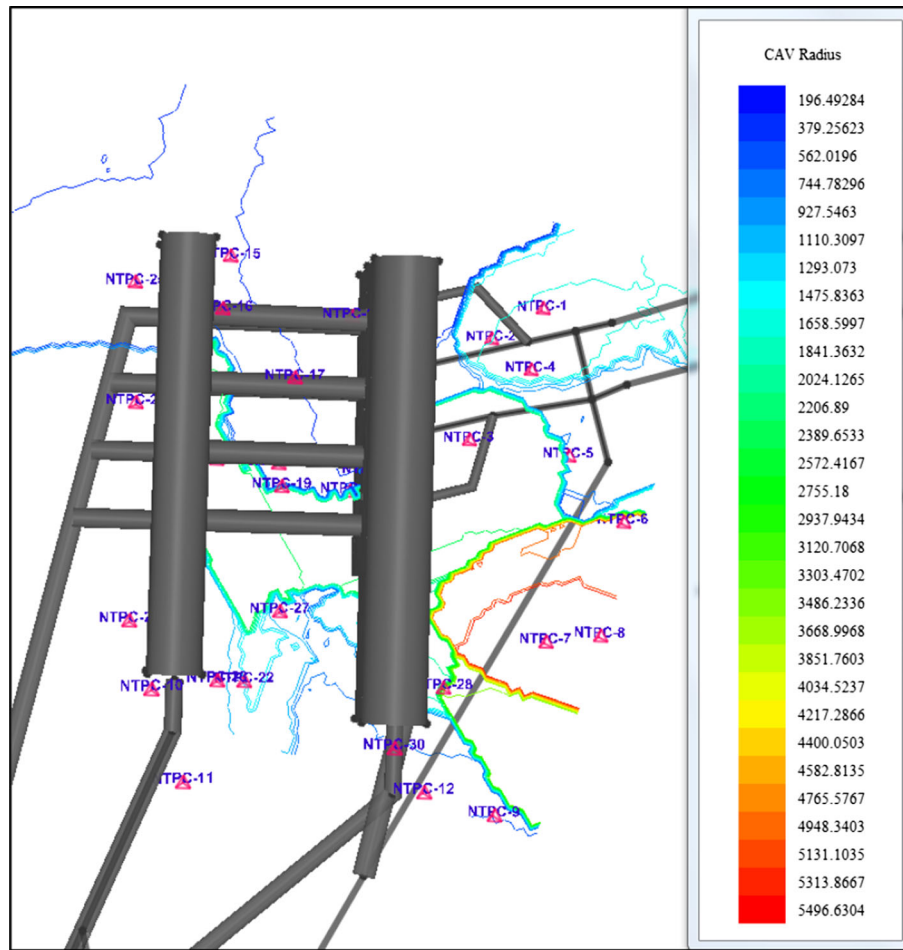 CAV Radius
196.49284
379.25623
562.0196
744.78296
927.5463
1110.3097
1293.073
1475.8363
1658.5997
1841.3632
2024.1265
2206.89
2389.6533
2572.4167
2755.18
2937.9434
3120.7068
3303.4702
3486.2336
3668.9968
3851.7603
4034.5237
4217.2866
4400.0503
4582.8135
4765.5767
4948.3403
5131.1035
5313.8667
5496.6304
TPC-15
NTPC-2
NTPC-1
NTPC-2
NTPC-4
NTPC-17
NTPC-2
NTPC-3
NTPC-5
NTPC-19
NTPC-6
NTPC-27
NTPC-2
NTPC-7
NTPC-8
NTPC-10
NTPC-22
NTPC-28
NTPC-30
TPC-11
NTPC-12
NTPC-9